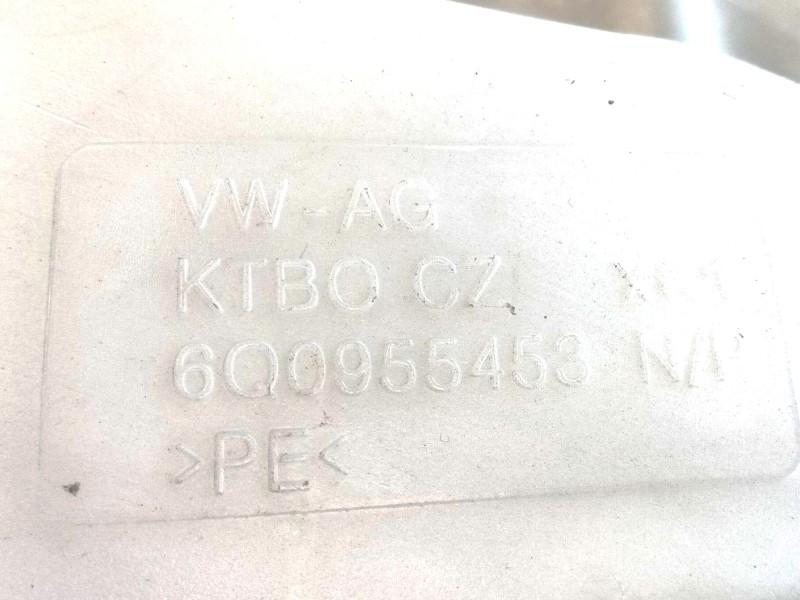 VW-AG
KTBO CZ
6Q0955453 N/P
>PE<